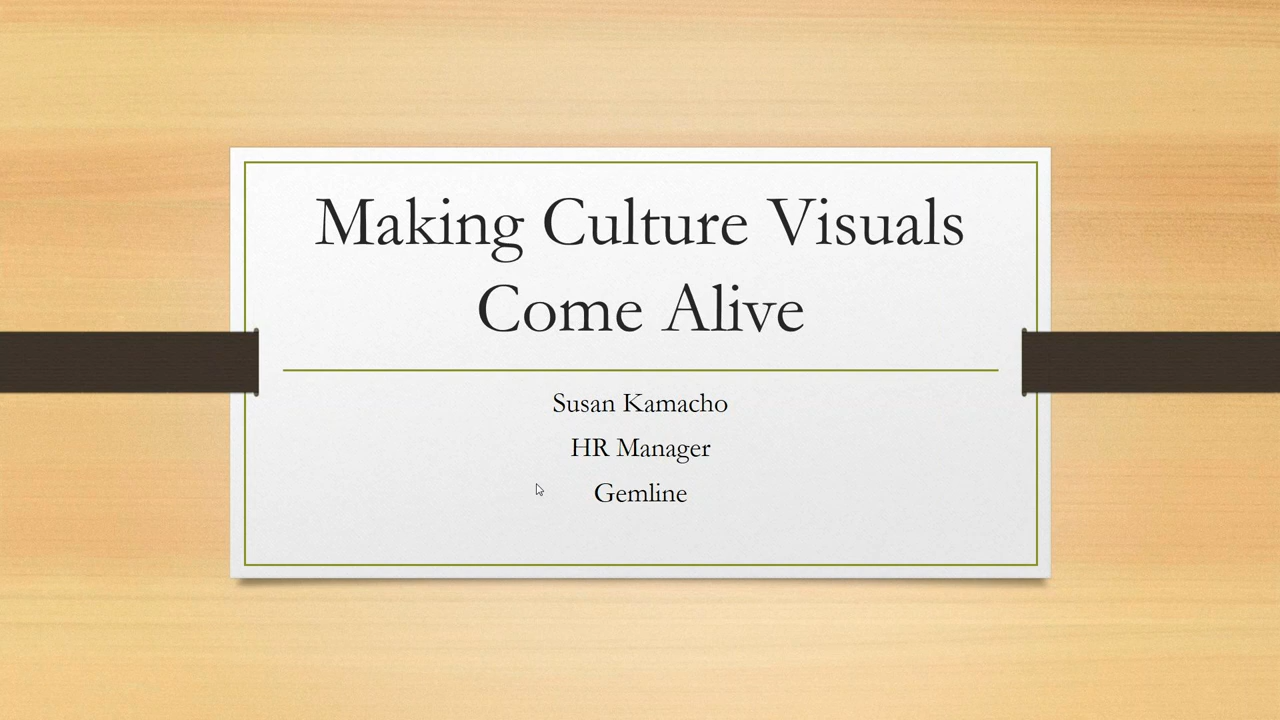 Making Culture Visuals
Come Alive
Susan Kamacho
HR Manager
Gemline